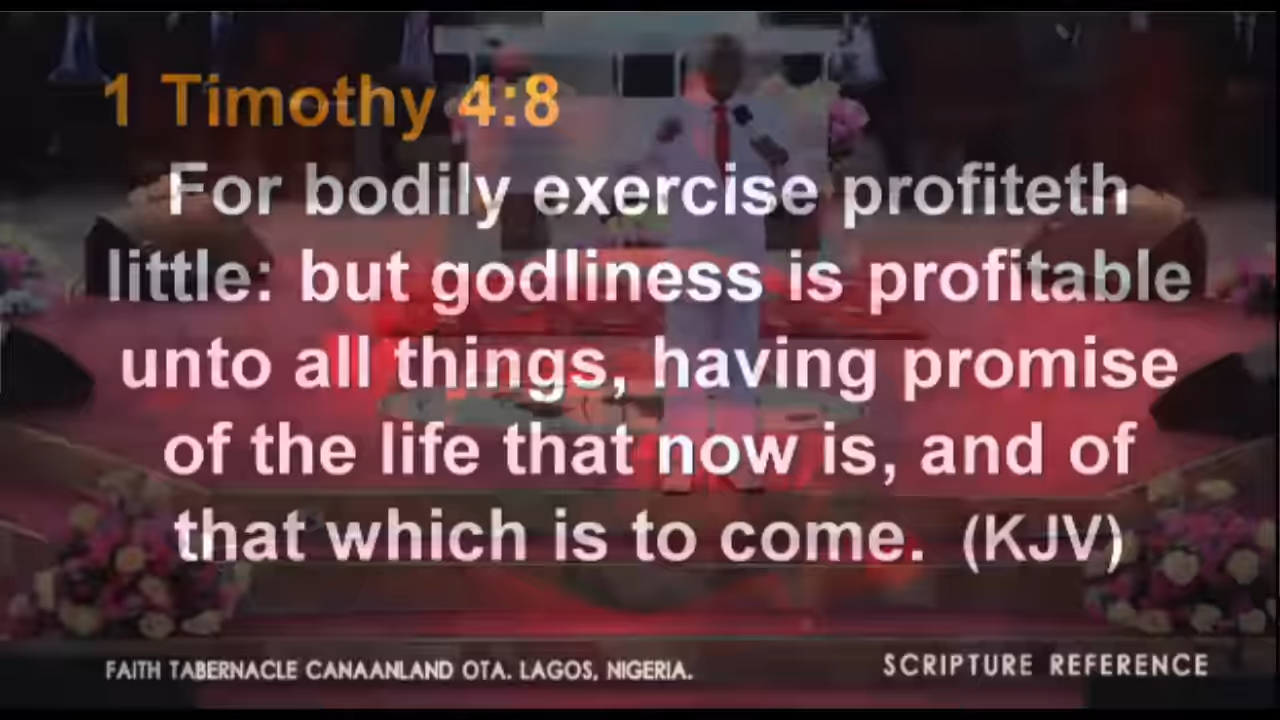 1 Timothy 4:8
For bodily exercise profiteth
little: but godliness is profitable
unto all things, having promise
of the life that now is, and of
that which is to come. (KJV)
FAITH TABERNACLE CANAANLAND OTA. LAGOS, NIGERIA.
SCRIPTURE REFERENCE